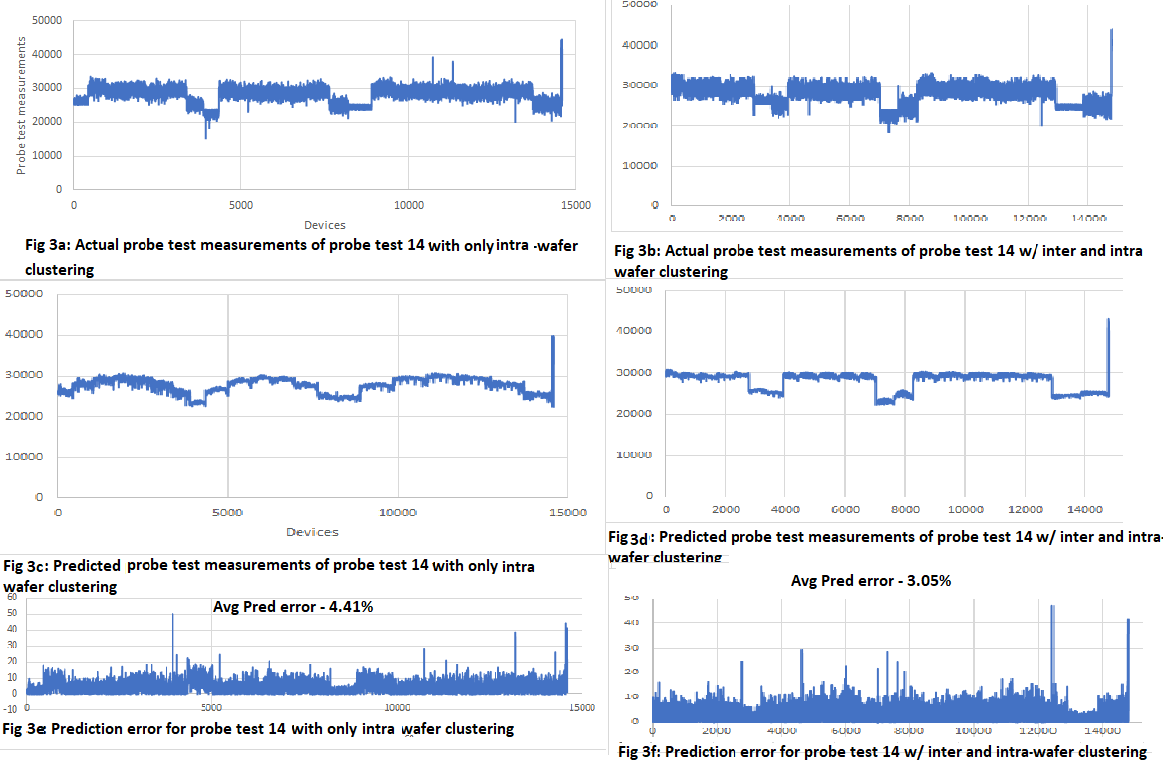 50000
40000
30000
20000
10000
0
Probe test measurements
0 5000 10000 15000
Devices
Fig 3a: Actual probe test measurements of probe test 14 with only intra -wafer
clustering
50000
40000
30000
20000
10000
0
0 2000 4000 6000 8000 10000 12000 14000
Fig 3b: Actual probe test measurements of probe test 14 w/ inter and intra
wafer clustering
50000
40000
30000
20000
10000
0
0 5000 10000 15000
Devices
Fig 3c: Predicted probe test measurements of probe test 14 with only intra
wafer clustering
50000
40000
30000
20000
10000
0
0 2000 4000 6000 8000 10000 12000 14000
Fig 3d: Predicted probe test measurements of probe test 14 w/ inter and intra-
wafer clustering
Avg Pred error - 4.41%
60
50
40
30
20
10
0
-10
0 5000 10000 15000
Fig 3e: Prediction error for probe test 14 with only intra wafer clustering
Avg Pred error - 3.05%
50
40
30
20
10
0
0 2000 4000 6000 8000 10000 12000 14000
Fig 3f: Prediction error for probe test 14 w/ inter and intra-wafer clustering